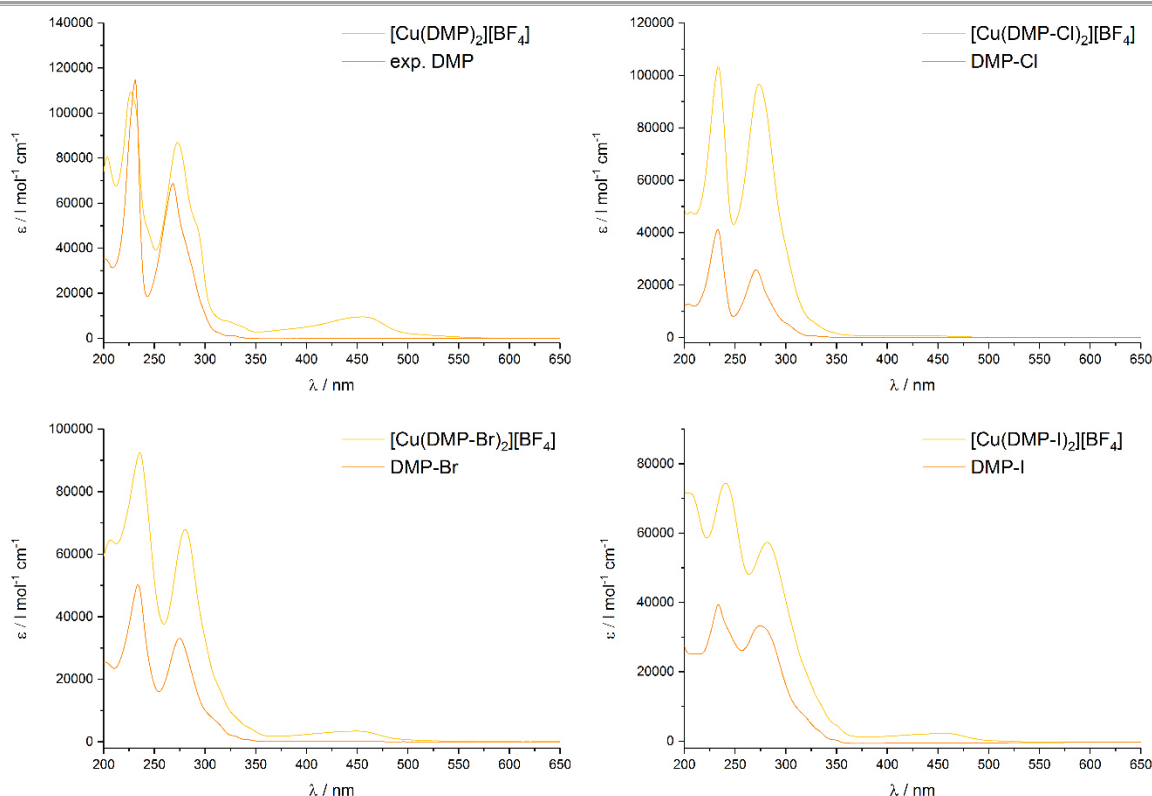 [Cu(DMP)₂][BF₄]
exp. DMP
140000
120000
100000
80000
60000
40000
20000
0
ε / l mol⁻¹ cm⁻¹
200 250 300 350 400 450 500 550 600 650
λ / nm
[Cu(DMP-Cl)₂][BF₄]
DMP-Cl
120000
100000
80000
60000
40000
20000
0
ε / l mol⁻¹ cm⁻¹
200 250 300 350 400 450 500 550 600 650
λ / nm
[Cu(DMP-Br)₂][BF₄]
DMP-Br
100000
80000
60000
40000
20000
0
ε / l mol⁻¹ cm⁻¹
200 250 300 350 400 450 500 550 600 650
λ / nm
[Cu(DMP-I)₂][BF₄]
DMP-I
80000
60000
40000
20000
0
ε / l mol⁻¹ cm⁻¹
200 250 300 350 400 450 500 550 600 650
λ / nm